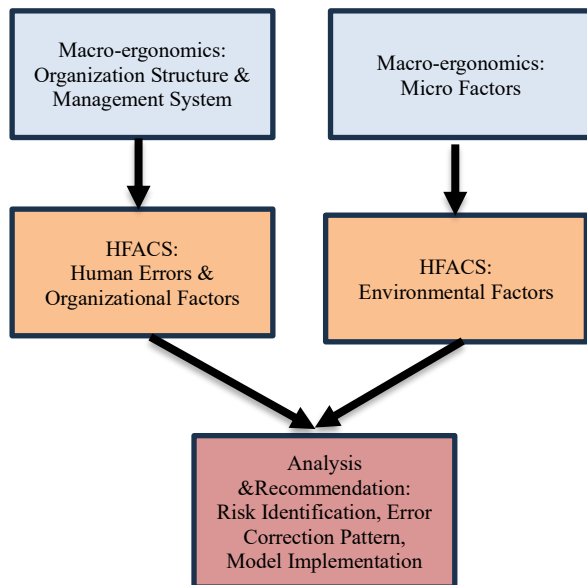 Macro-ergonomics:
Organization Structure &
Management System
Macro-ergonomics:
Micro Factors
HFACS:
Human Errors &
Organizational Factors
HFACS:
Environmental Factors
Analysis
&Recommendation:
Risk Identification, Error
Correction Pattern,
Model Implementation